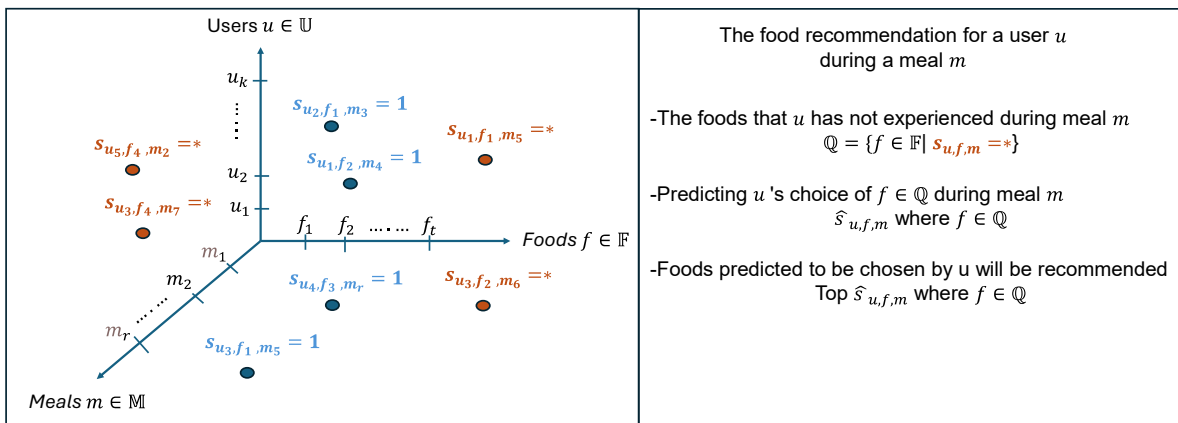 Users u ∈ 𝕌
u_k
u_2
u_1
s_{u_2,f_1,m_3} = 1
s_{u_1,f_1,m_5} =*
s_{u_5,f_4,m_2} =*
s_{u_1,f_2,m_4} = 1
s_{u_3,f_4,m_7} =*
f_1 f_2 ........ f_t
Foods f ∈ 𝔽
m_1
m_2
m_r
s_{u_4,f_3,m_r} = 1
s_{u_3,f_2,m_6} =*
s_{u_3,f_1,m_5} = 1
Meals m ∈ 𝕄
The food recommendation for a user u
during a meal m
-The foods that u has not experienced during meal m
ℚ = {f ∈ 𝔽| s_{u,f,m} =*}
-Predicting u 's choice of f ∈ ℚ during meal m
ŝ_{u,f,m} where f ∈ ℚ
-Foods predicted to be chosen by u will be recommended
Top ŝ_{u,f,m} where f ∈ ℚ